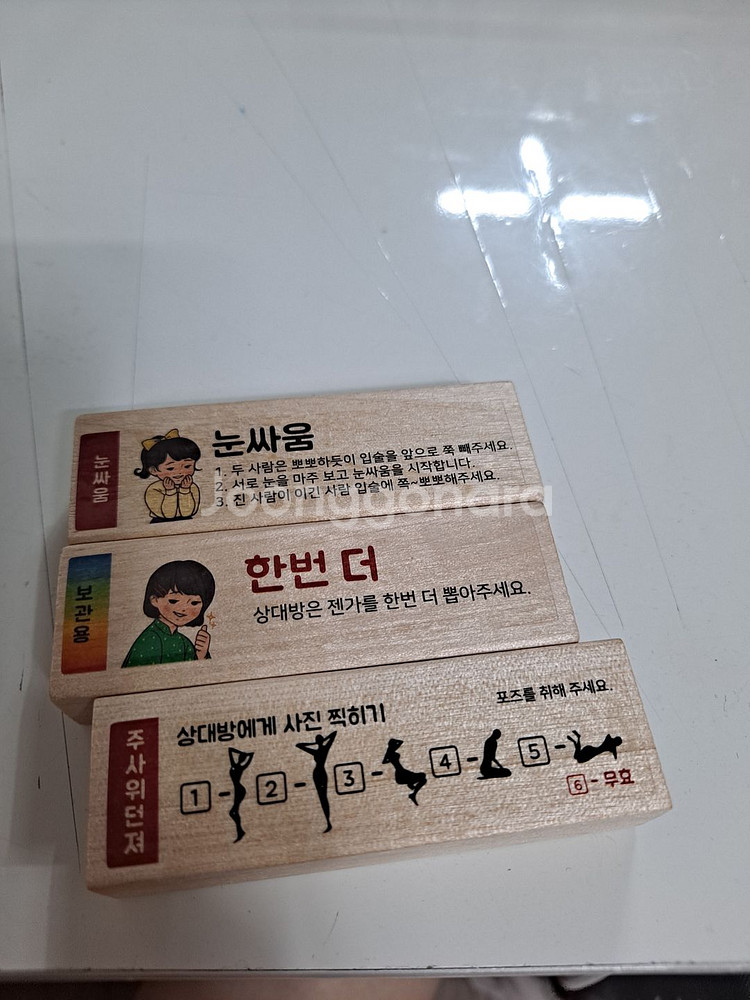 눈싸움
눈싸움
1. 두 사람은 뽀뽀하듯이 입술을 앞으로 쭉 빼주세요.
2. 서로 눈을 마주 보고 눈싸움을 시작합니다.
3. 진 사람이 이긴 사람 입술에 쪽~뽀뽀해주세요.
Joonggonara
보관용
한번 더
상대방은 젠가를 한번 더 뽑아주세요.
주사위던져
상대방에게 사진 찍히기
포즈를 취해 주세요.
1 - 2 - 3 - 4 - 5 -
6 - 무효